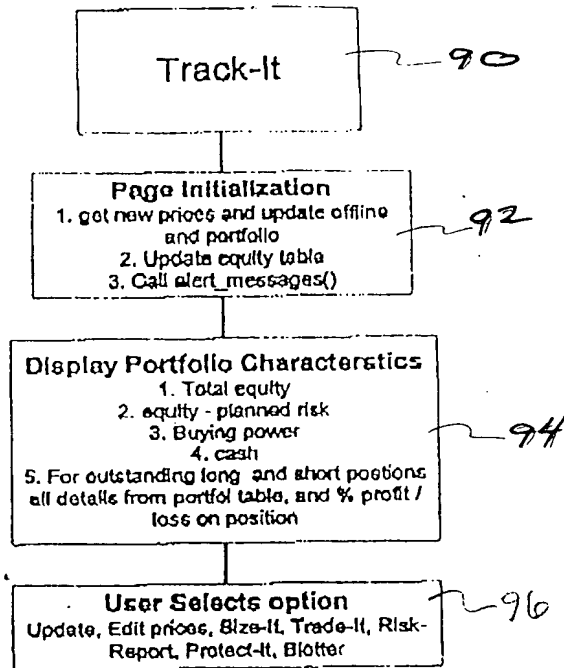 Track-It
90
Page Initialization
1. get new prices and update offline
and portfolio
2. Update equity table
3. Call alert_messages()
92
Display Portfolio Characterstics
1. Total equity
2. equity - planned risk
3. Buying power
4. cash
5. For outstanding long and short postions
all details from portfol table, and % profit /
loss on position
94
User Selects option
Update, Edit prices, Size-It, Trade-It, Risk-
Report, Protect-It, Blotter
96